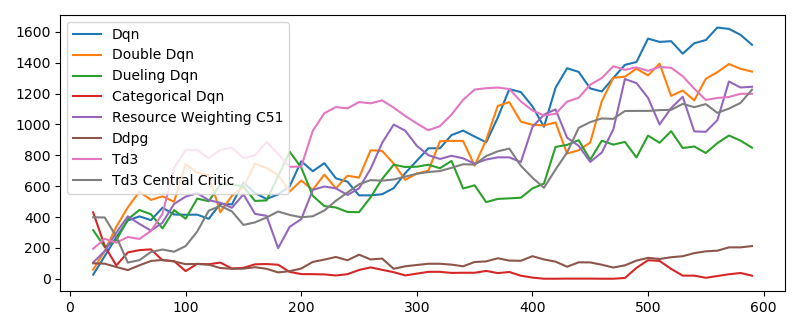 1600
1400
1200
1000
800
600
400
200
0
Dqn
Double Dqn
Dueling Dqn
Categorical Dqn
Resource Weighting C51
Ddpg
Td3
Td3 Central Critic
0 100 200 300 400 500 600